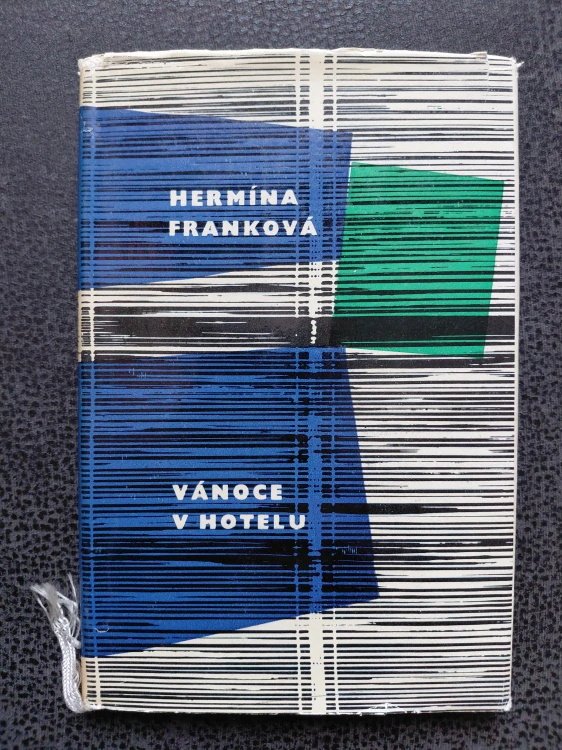 HERMÍNA
FRANKOVÁ
VÁNOCE
V HOTELU